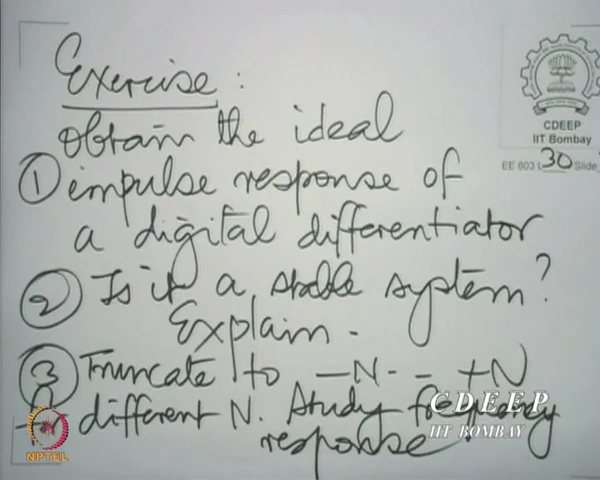 Exercise:
obtain the ideal
① impulse response of
a digital differentiator
② Is it a stable system?
Explain.
③ Truncate to -N - - +N
for different N. Study frequency
response
CDEEP
IIT Bombay
EE 603 L 30 Slide
CDEEP
IIT BOMBAY
NPTEL